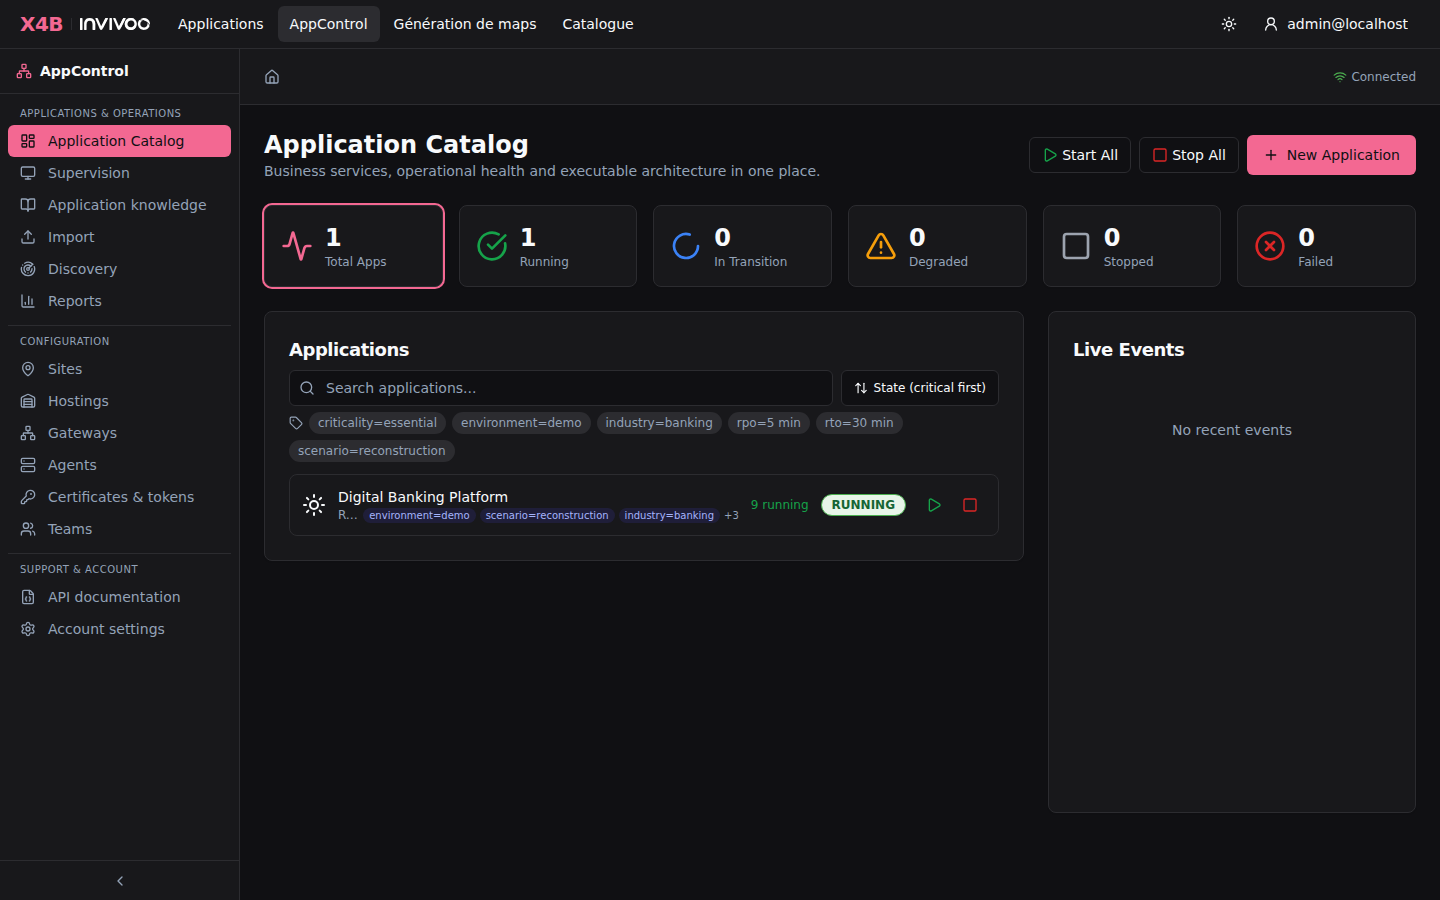 X4B INVIVOO Applications AppControl Génération de maps Catalogue admin@localhost
AppControl
Connected
APPLICATIONS & OPERATIONS
Application Catalog
Supervision
Application knowledge
Import
Discovery
Reports
CONFIGURATION
Sites
Hostings
Gateways
Agents
Certificates & tokens
Teams
SUPPORT & ACCOUNT
API documentation
Account settings
Application Catalog
Business services, operational health and executable architecture in one place.
Start All Stop All New Application
1 Total Apps
1 Running
0 In Transition
0 Degraded
0 Stopped
0 Failed
Applications
Search applications...
State (critical first)
criticality=essential environment=demo industry=banking rpo=5 min rto=30 min
scenario=reconstruction
Digital Banking Platform
R... environment=demo scenario=reconstruction industry=banking +3
9 running RUNNING
Live Events
No recent events